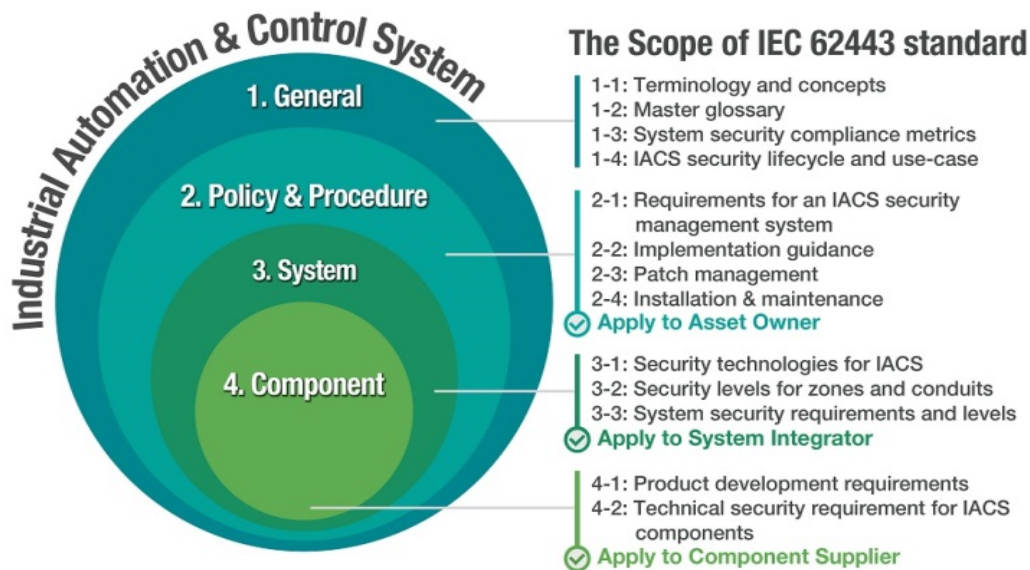 Industrial Automation & Control System
1. General
2. Policy & Procedure
3. System
4. Component
The Scope of IEC 62443 standard
1-1: Terminology and concepts
1-2: Master glossary
1-3: System security compliance metrics
1-4: IACS security lifecycle and use-case
2-1: Requirements for an IACS security
management system
2-2: Implementation guidance
2-3: Patch management
2-4: Installation & maintenance
Apply to Asset Owner
3-1: Security technologies for IACS
3-2: Security levels for zones and conduits
3-3: System security requirements and levels
Apply to System Integrator
4-1: Product development requirements
4-2: Technical security requirement for IACS
components
Apply to Component Supplier